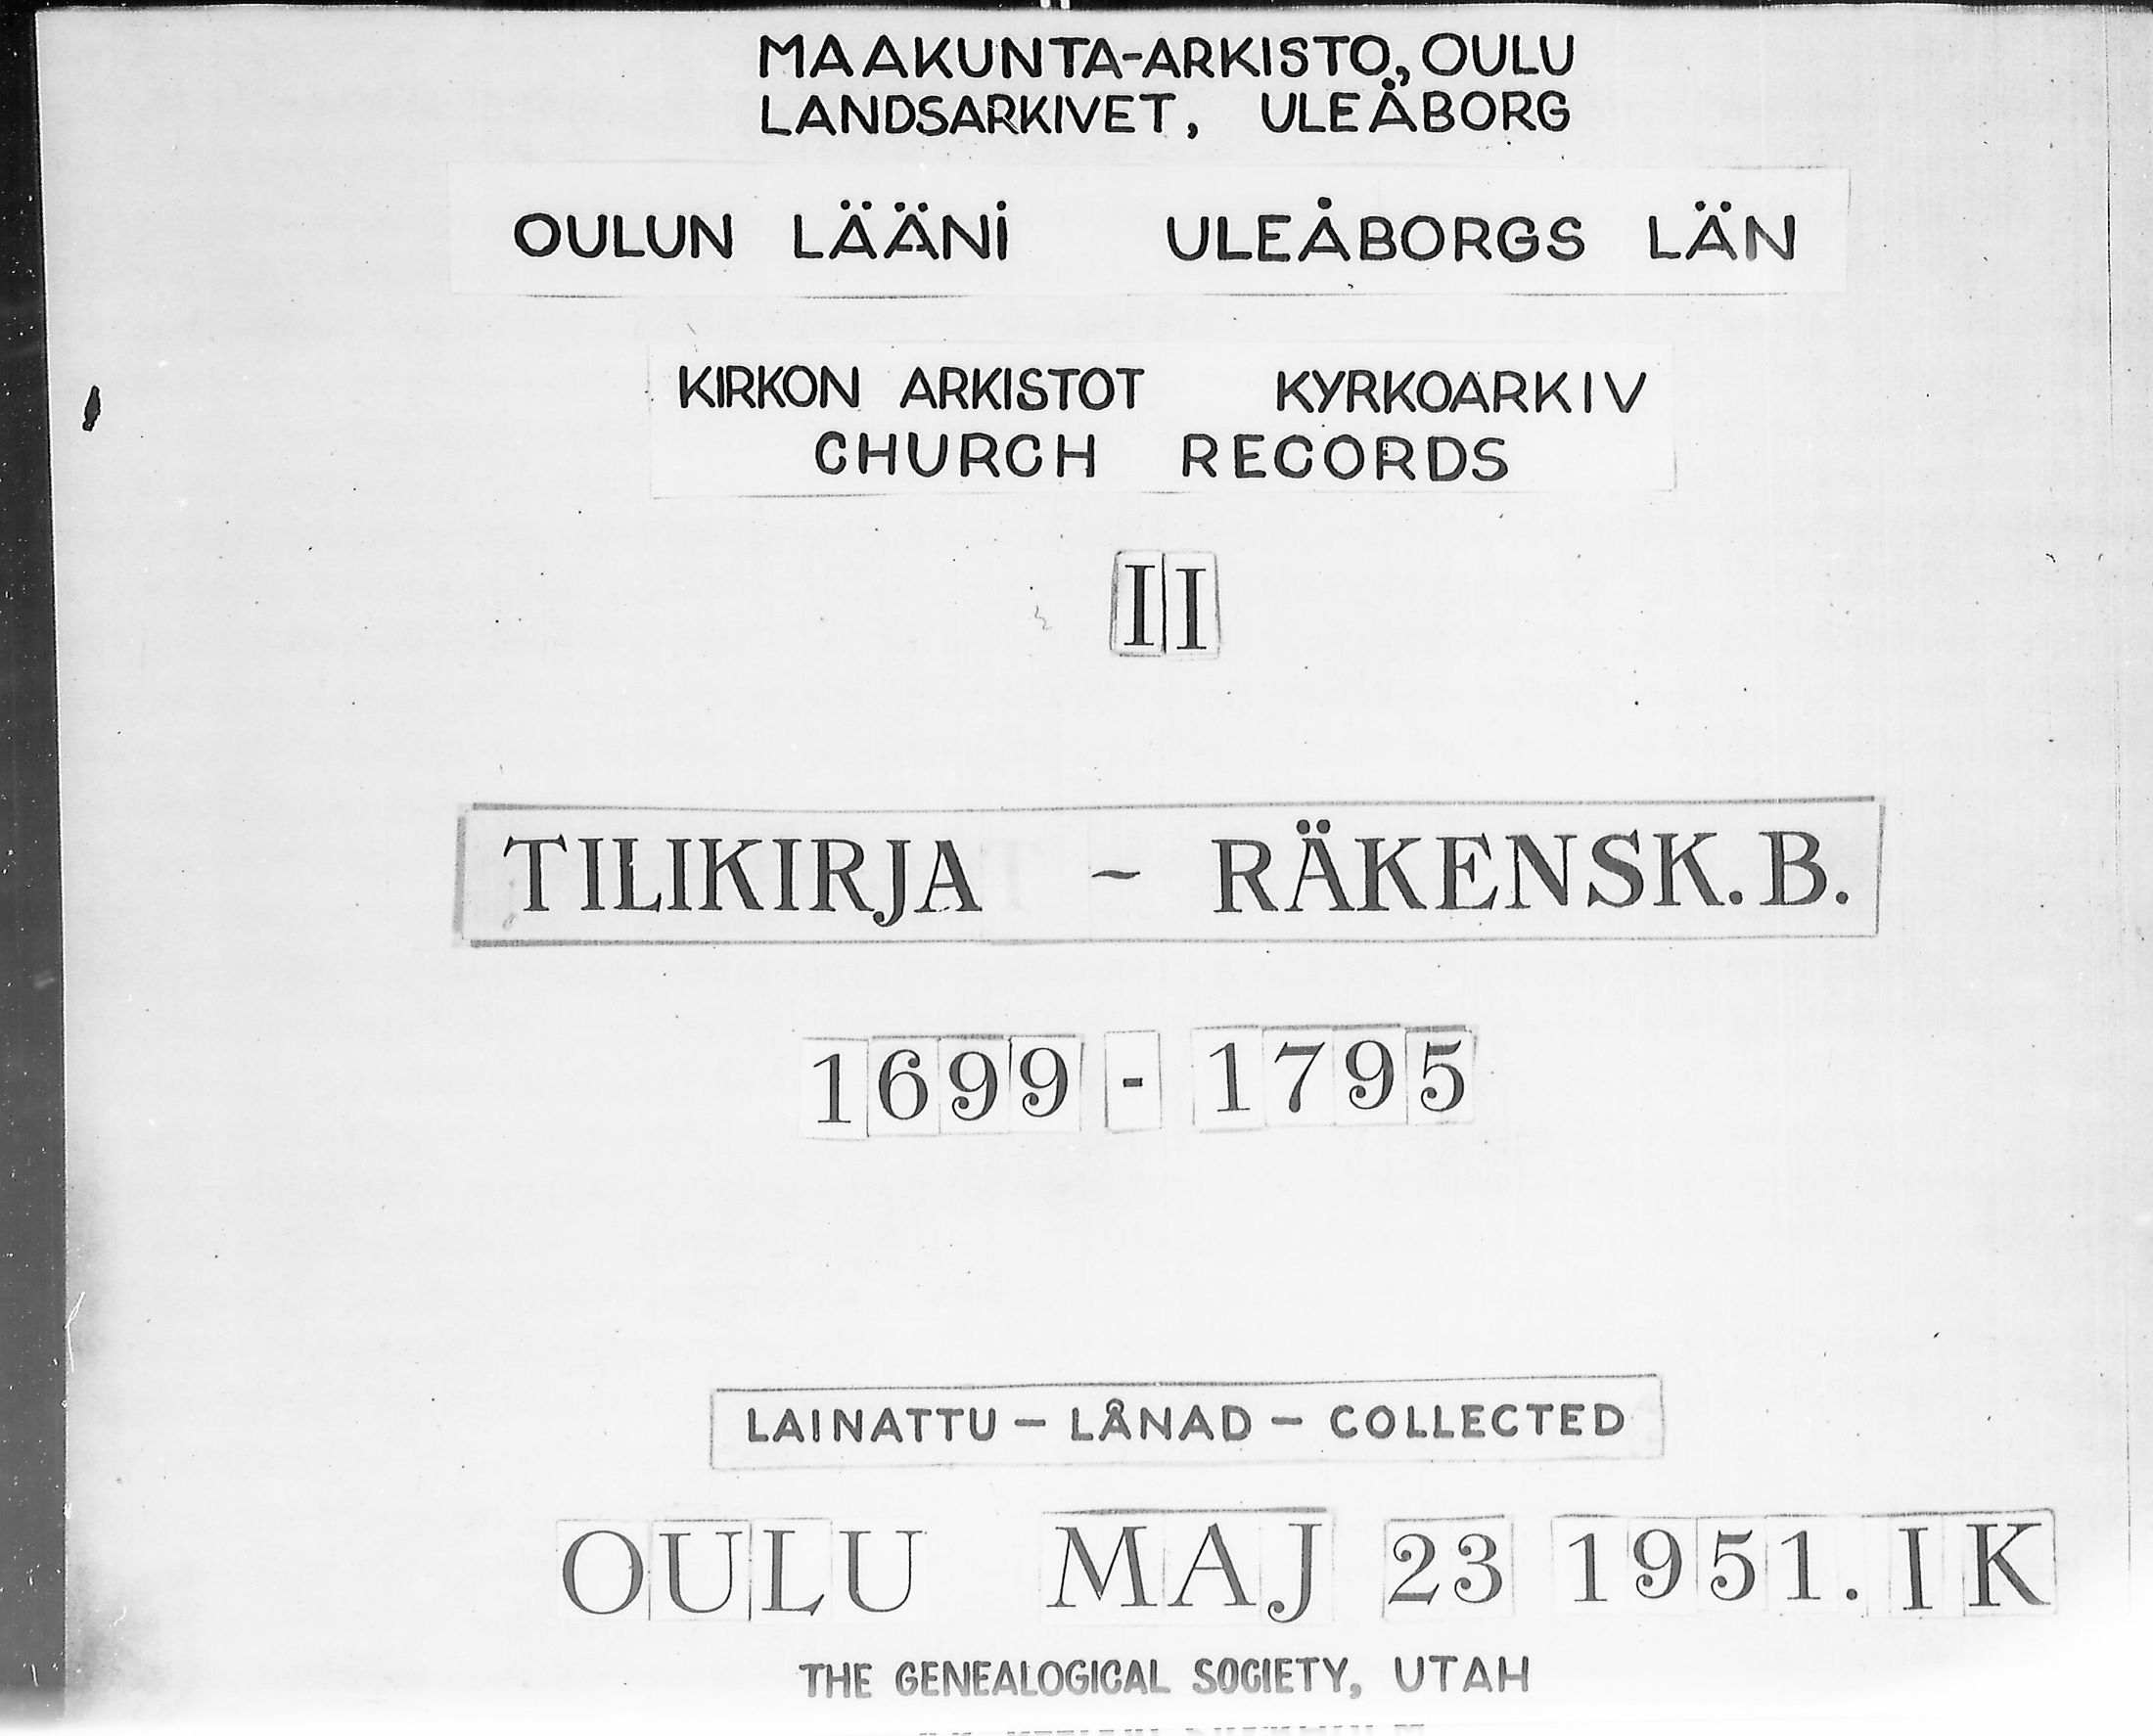 MAAKUNTA-ARKISTO, OULU
LANDSARKIVET, ULEÅBORG
OULUN LÄÄNI ULEÅBORGS LÄN
KIRKON ARKISTOT KYRKOARKIV
CHURCH RECORDS
II
TILIKIRJA - RÄKENSK. B.
1699 - 1795
LAINATTU - LÅNAD - COLLECTED
OULU MAJ 23 1951. IK
THE GENEALOGICAL SOCIETY, UTAH